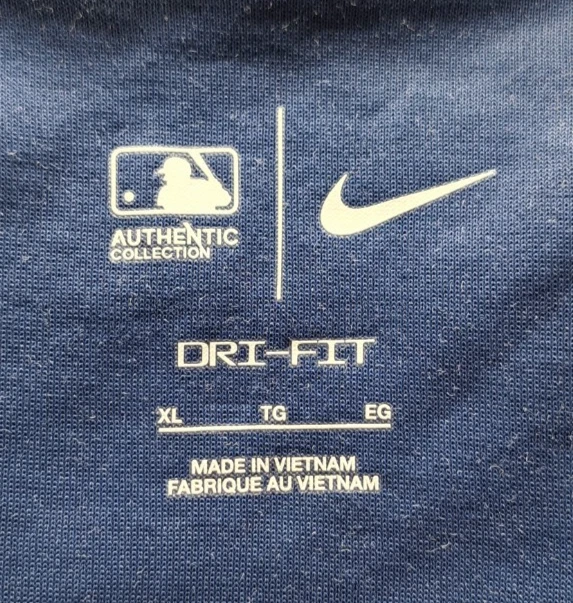 AUTHENTIC
COLLECTION
DRI-FIT
XL TG EG
MADE IN VIETNAM
FABRIQUE AU VIETNAM